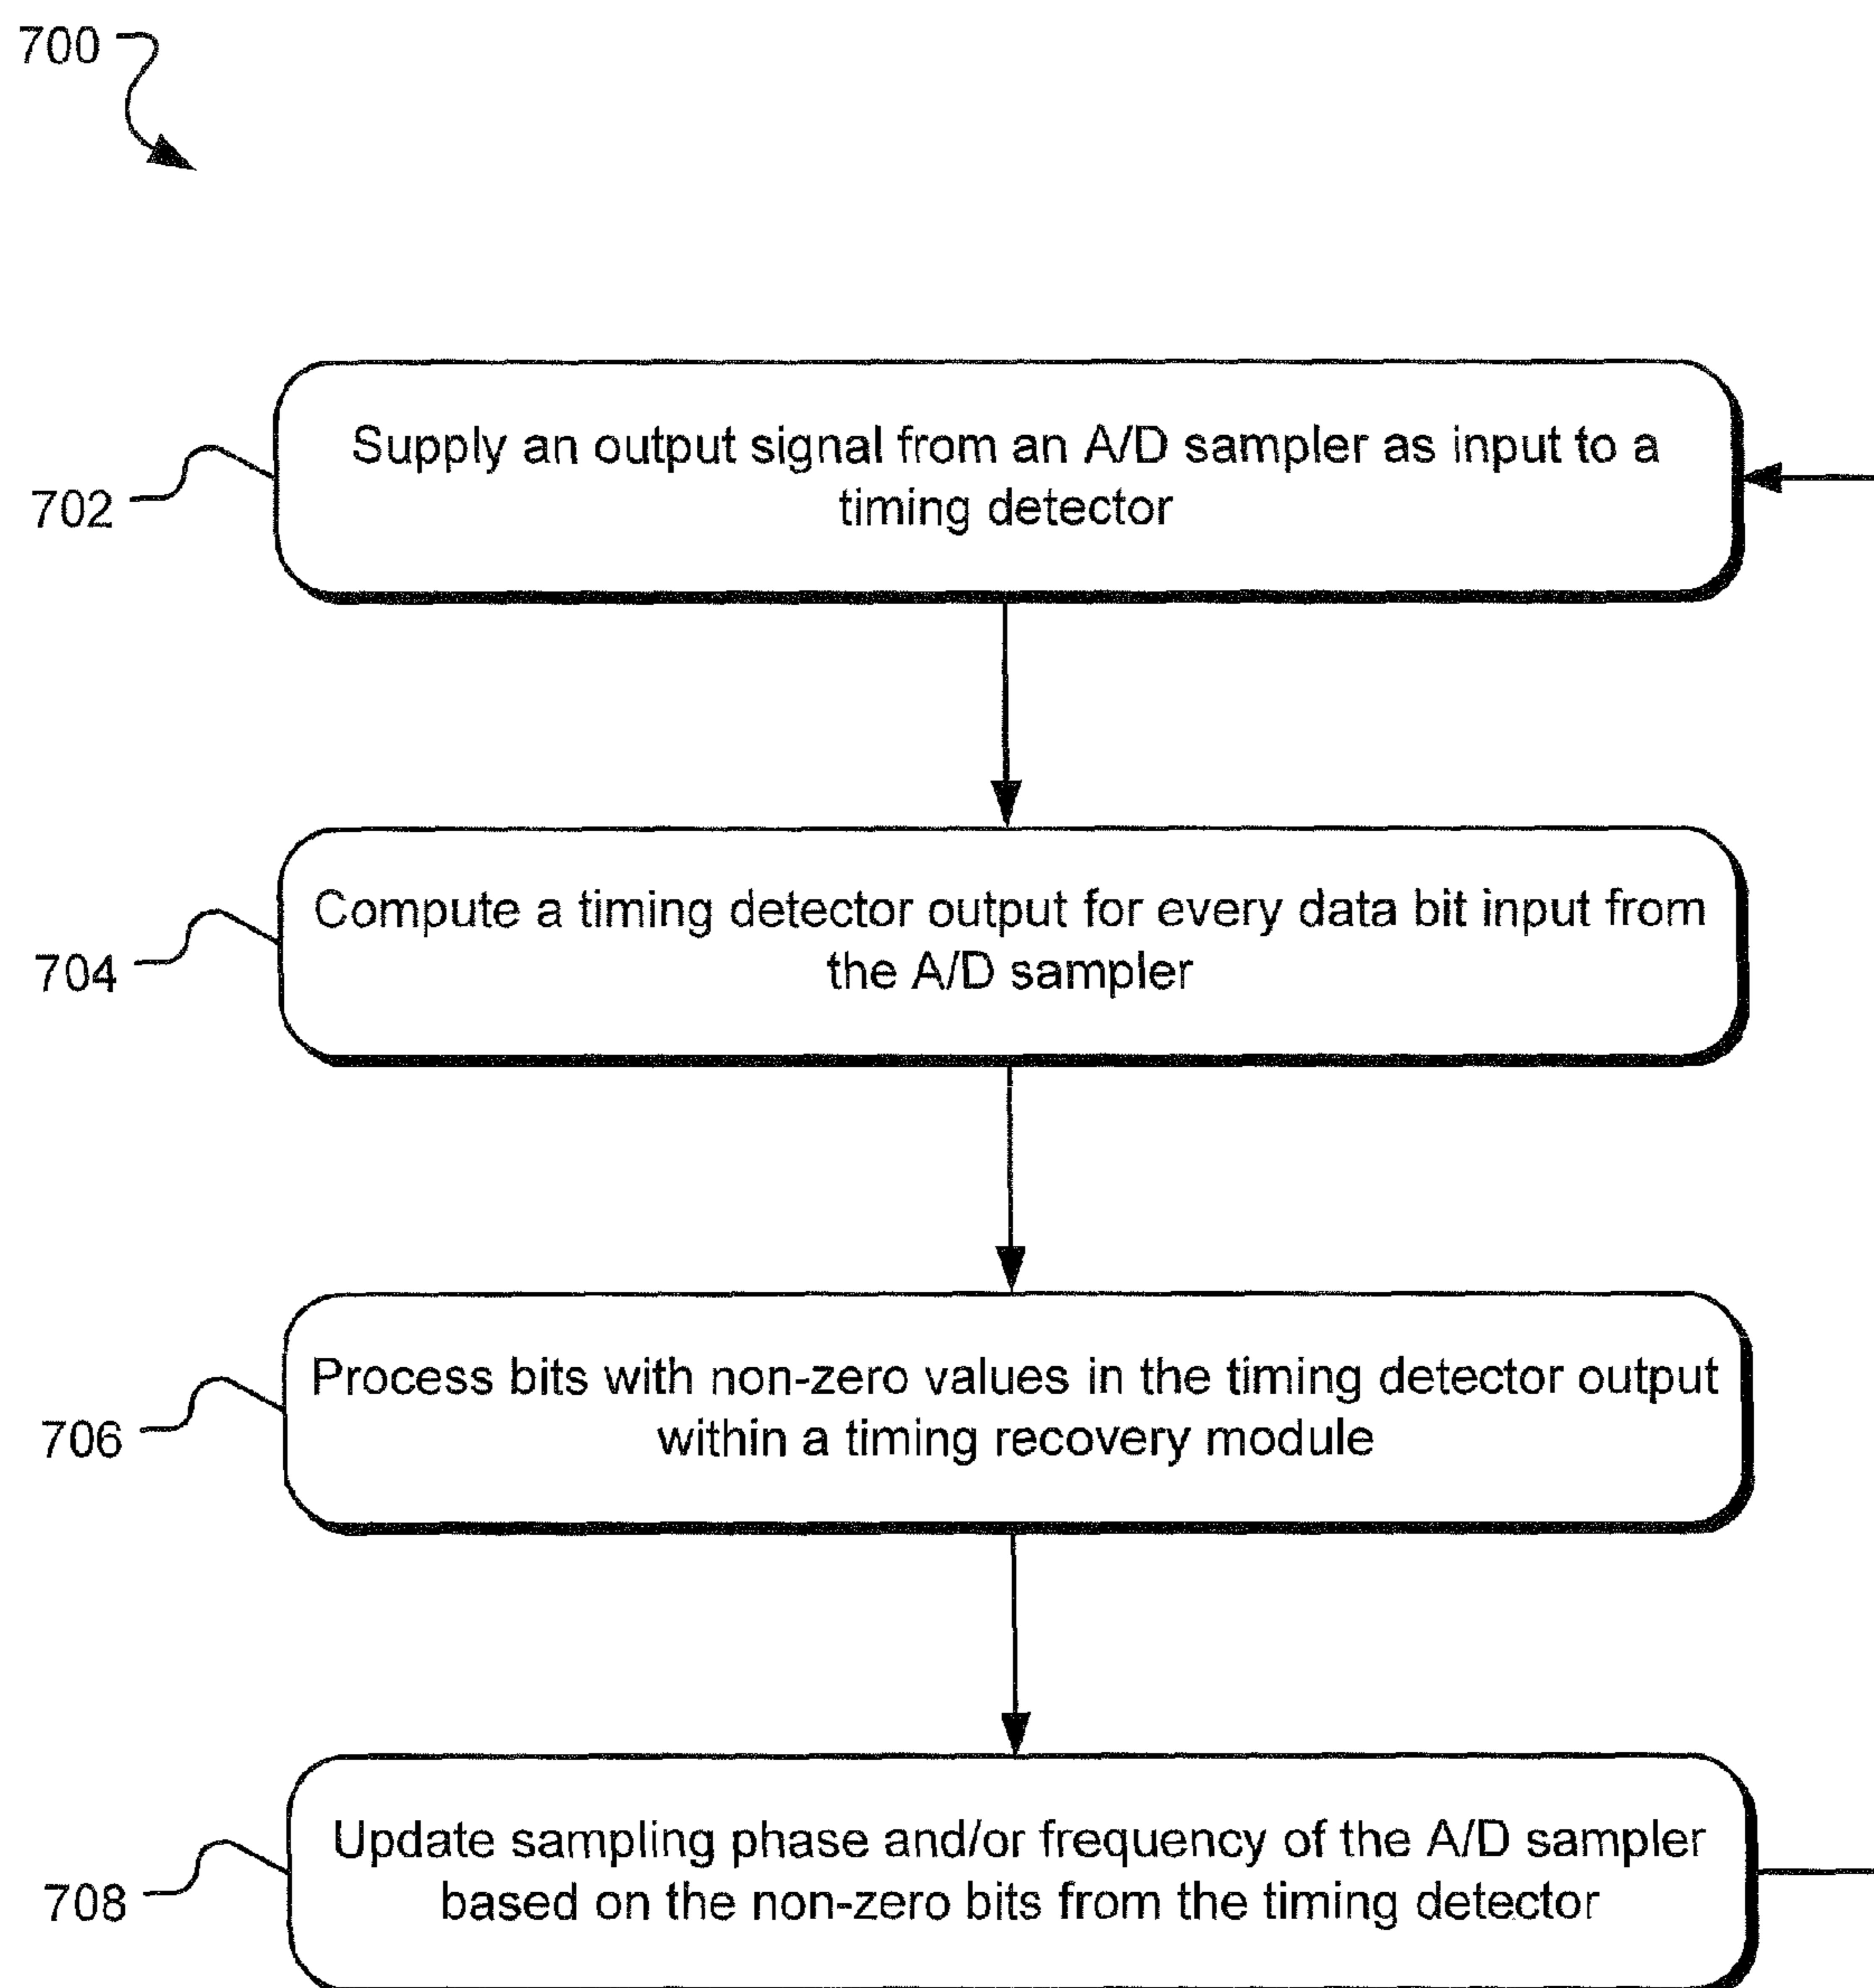 700
702
Supply an output signal from an A/D sampler as input to a
timing detector
704
Compute a timing detector output for every data bit input from
the A/D sampler
706
Process bits with non-zero values in the timing detector output
within a timing recovery module
708
Update sampling phase and/or frequency of the A/D sampler
based on the non-zero bits from the timing detector